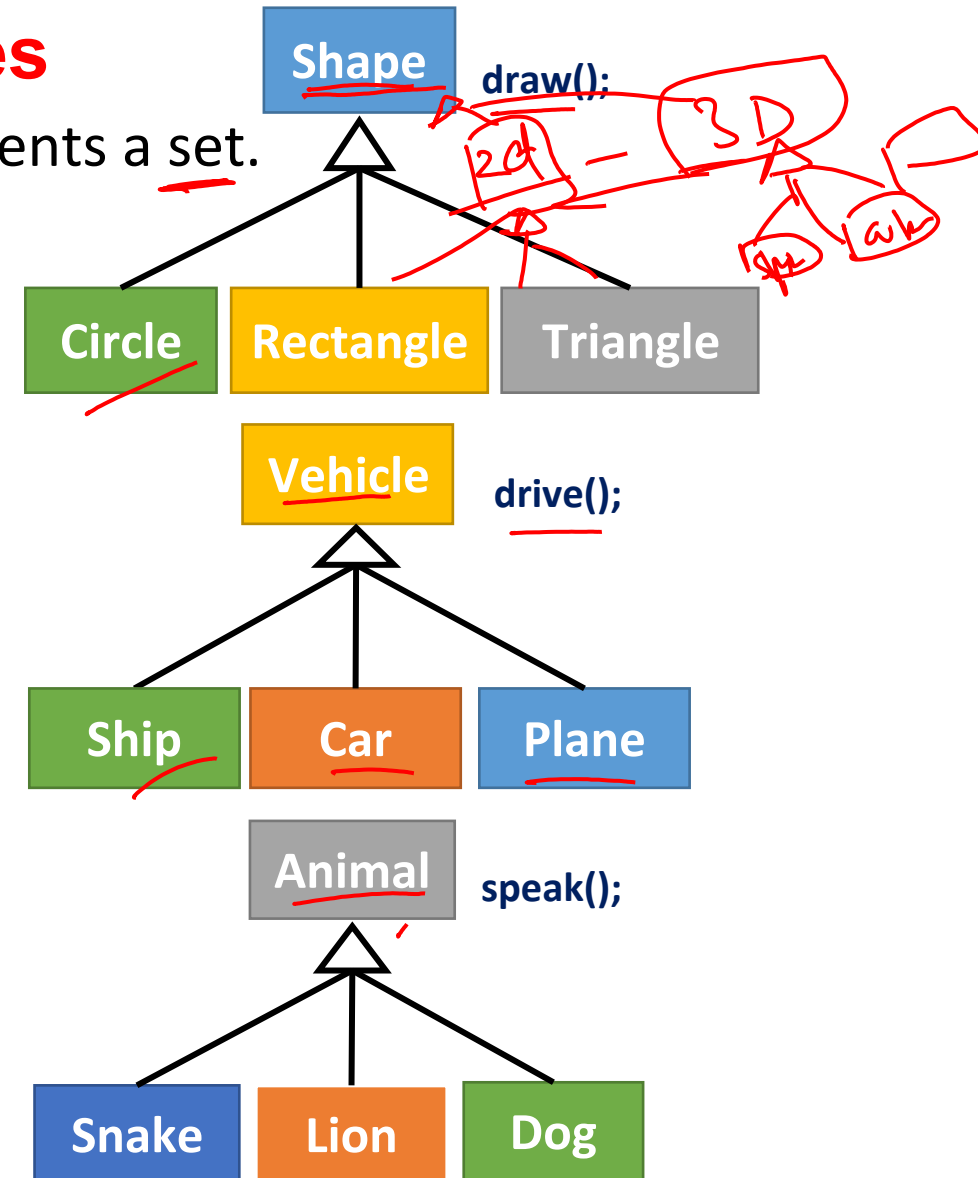 es
Shape
draw();
ents a set.
2d
3D
Circle Rectangle Triangle
Vehicle
drive();
Ship Car Plane
Animal
speak();
Snake Lion Dog